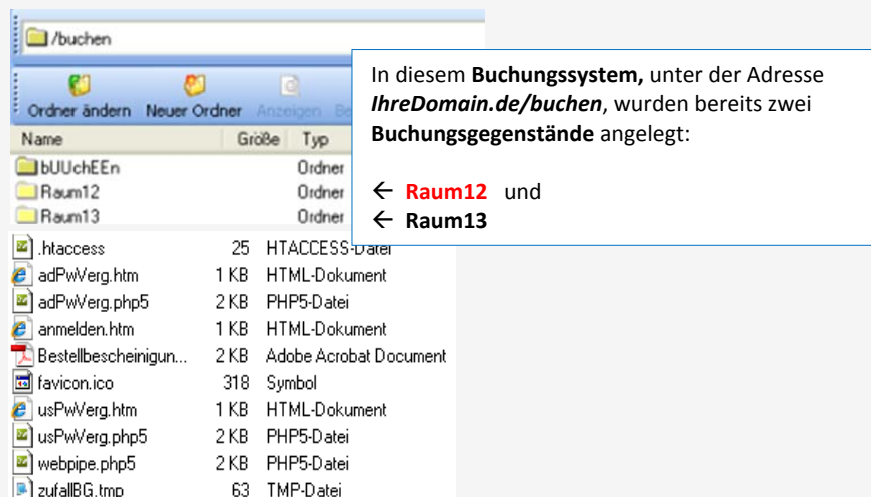 /buchen
Ordner ändern Neuer Ordner Anzeigen
In diesem Buchungssystem, unter der Adresse
IhreDomain.de/buchen, wurden bereits zwei
Buchungsgegenstände angelegt:
← Raum12 und
← Raum13
Name Größe Typ
bUUchEEn Ordner
Raum12 Ordner
Raum13 Ordner
.htaccess 25 HTACCESS-Datei
adPwVerg.htm 1 KB HTML-Dokument
adPwVerg.php5 2 KB PHP5-Datei
anmelden.htm 1 KB HTML-Dokument
Bestellbescheinigun... 2 KB Adobe Acrobat Document
favicon.ico 318 Symbol
usPwVerg.htm 1 KB HTML-Dokument
usPwVerg.php5 2 KB PHP5-Datei
webpipe.php5 2 KB PHP5-Datei
zufallBG.tmp 63 TMP-Datei